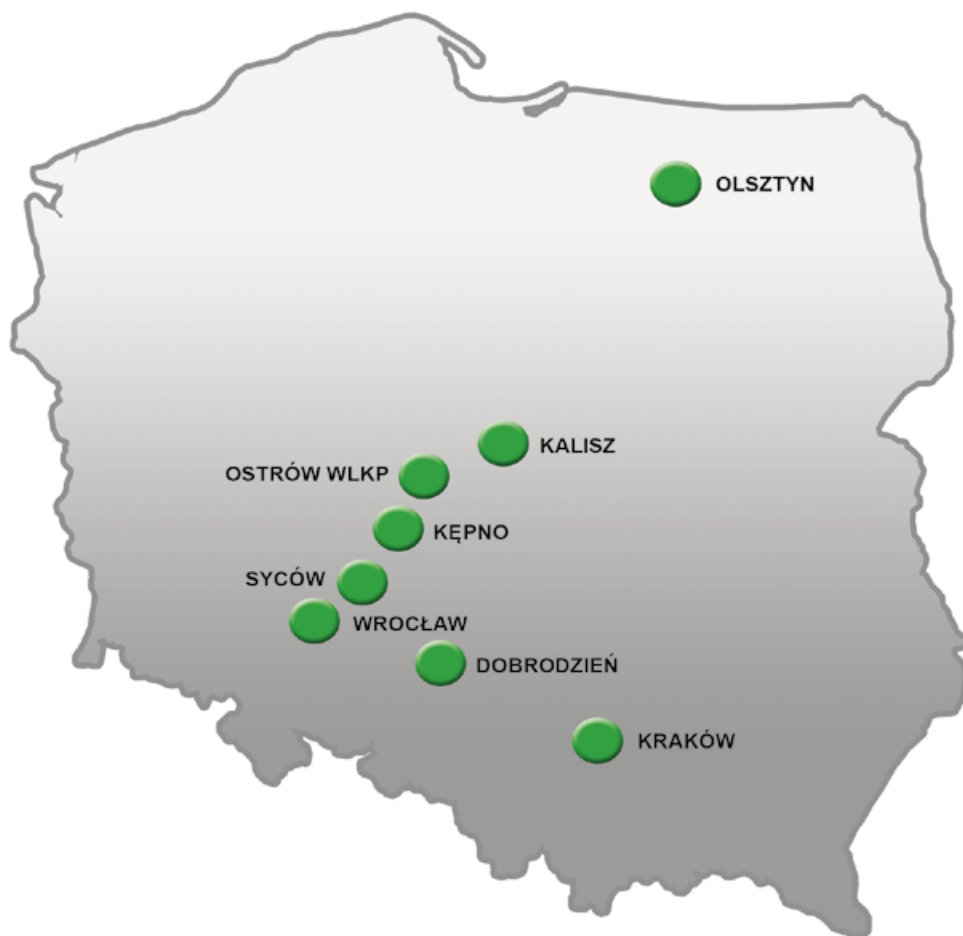 OLSZTYN
KALISZ
OSTRÓW WLKP
KĘPNO
SYCÓW
WROCŁAW
DOBRODZIEŃ
KRAKÓW